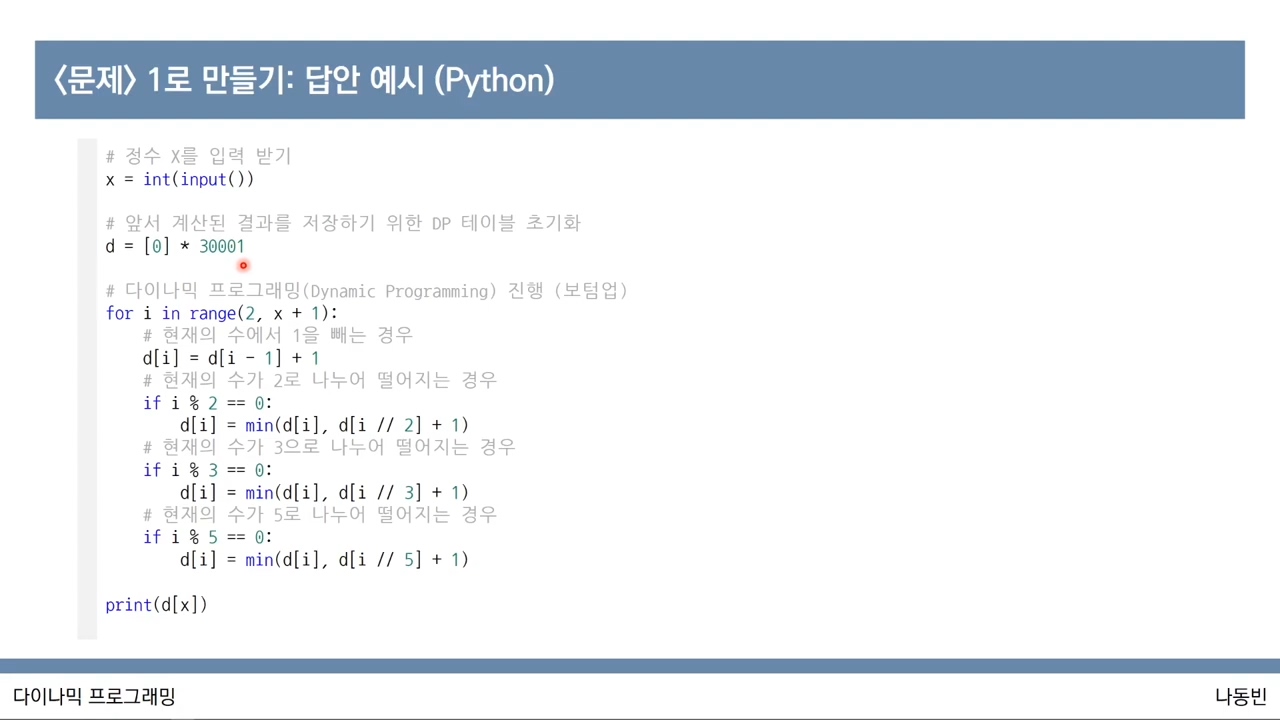 <문제> 1로 만들기: 답안 예시 (Python)
# 정수 X를 입력 받기
x = int(input())
# 앞서 계산된 결과를 저장하기 위한 DP 테이블 초기화
d = [0] * 30001
# 다이나믹 프로그래밍(Dynamic Programming) 진행 (보텀업)
for i in range(2, x + 1):
    # 현재의 수에서 1을 빼는 경우
    d[i] = d[i - 1] + 1
    # 현재의 수가 2로 나누어 떨어지는 경우
    if i % 2 == 0:
        d[i] = min(d[i], d[i // 2] + 1)
    # 현재의 수가 3으로 나누어 떨어지는 경우
    if i % 3 == 0:
        d[i] = min(d[i], d[i // 3] + 1)
    # 현재의 수가 5로 나누어 떨어지는 경우
    if i % 5 == 0:
        d[i] = min(d[i], d[i // 5] + 1)
print(d[x])
다이나믹 프로그래밍
나동빈